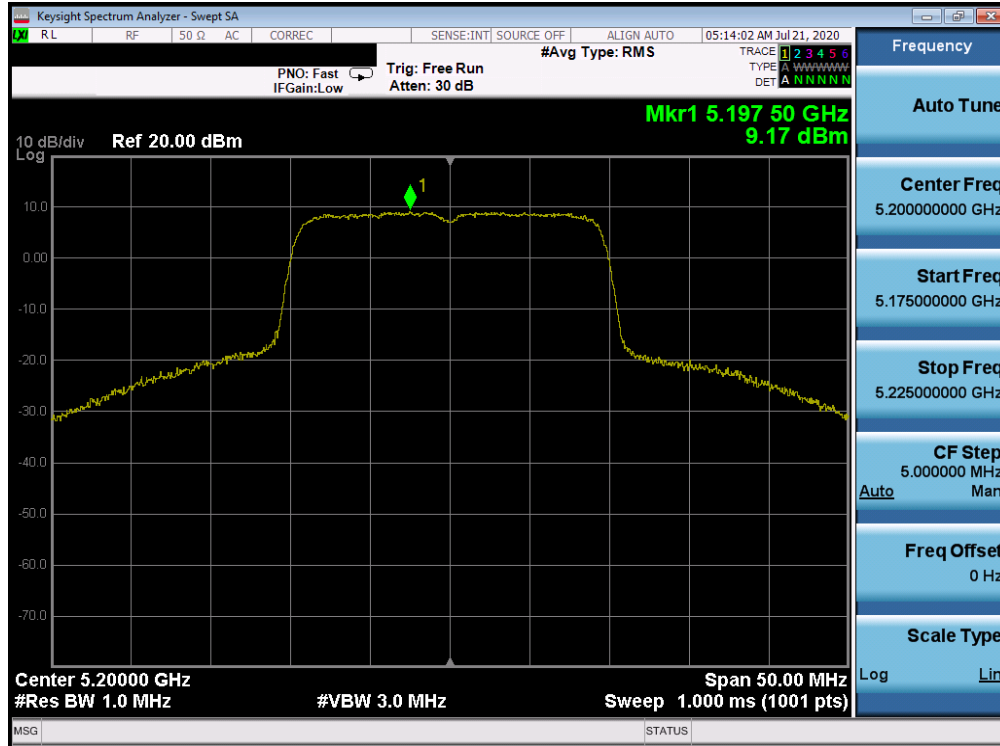 Keysight Spectrum Analyzer - Swept SA
LXI RL RF 50 Ω AC CORREC SENSE:INT SOURCE OFF ALIGN AUTO 05:14:02 AM Jul 21, 2020
#Avg Type: RMS
TRACE 1 2 3 4 5 6
PNO: Fast Trig: Free Run TYPE A WWWWW
IFGain:Low Atten: 30 dB DET A N N N N N
Mkr1 5.197 50 GHz
9.17 dBm
10 dB/div Ref 20.00 dBm
Log
1
10.0
0.00
-10.0
-20.0
-30.0
-40.0
-50.0
-60.0
-70.0
Center 5.20000 GHz Span 50.00 MHz
#Res BW 1.0 MHz #VBW 3.0 MHz Sweep 1.000 ms (1001 pts)
MSG STATUS
Frequency
Auto Tune
Center Freq
5.200000000 GHz
Start Freq
5.175000000 GHz
Stop Freq
5.225000000 GHz
CF Step
5.000000 MHz
Auto Man
Freq Offset
0 Hz
Scale Type
Log Lin